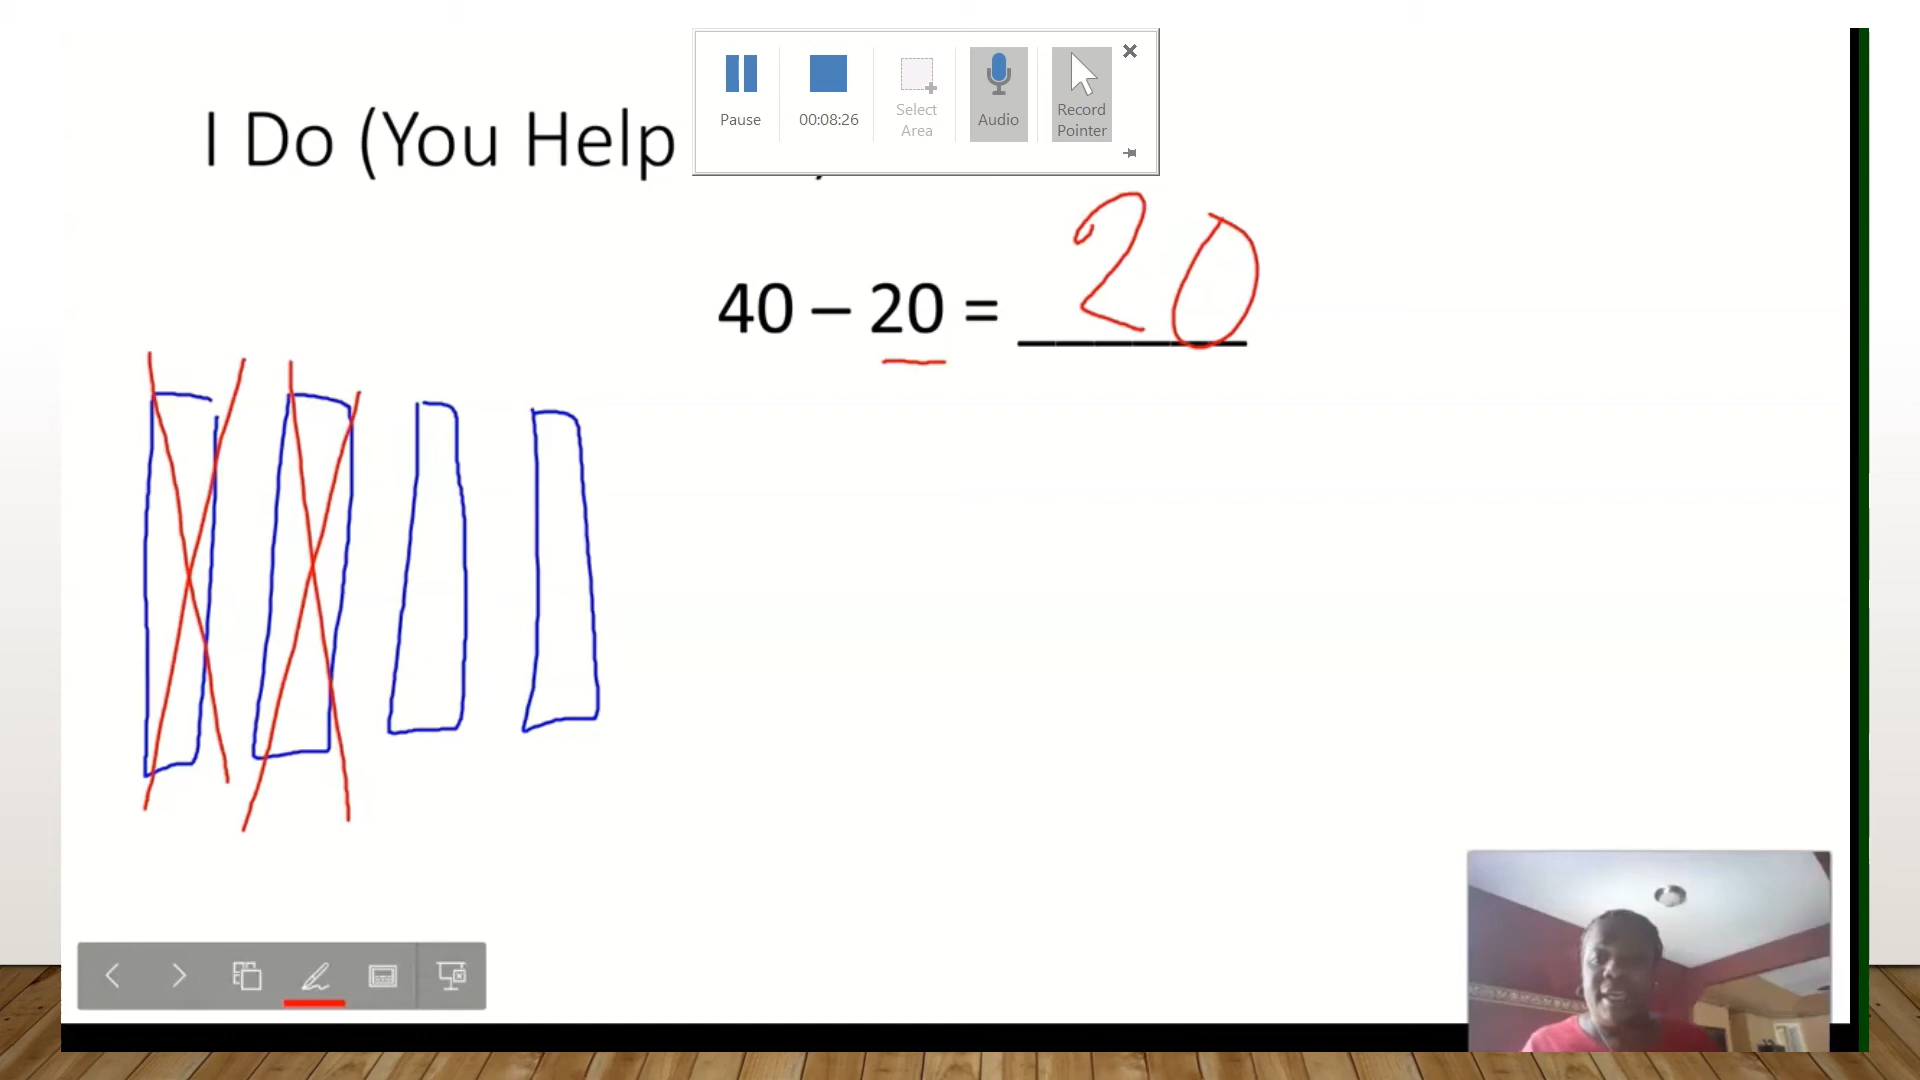 Pause
00:08:26
Select
Area
Audio
Record
Pointer
I Do (You Help
40 – 20 = 20